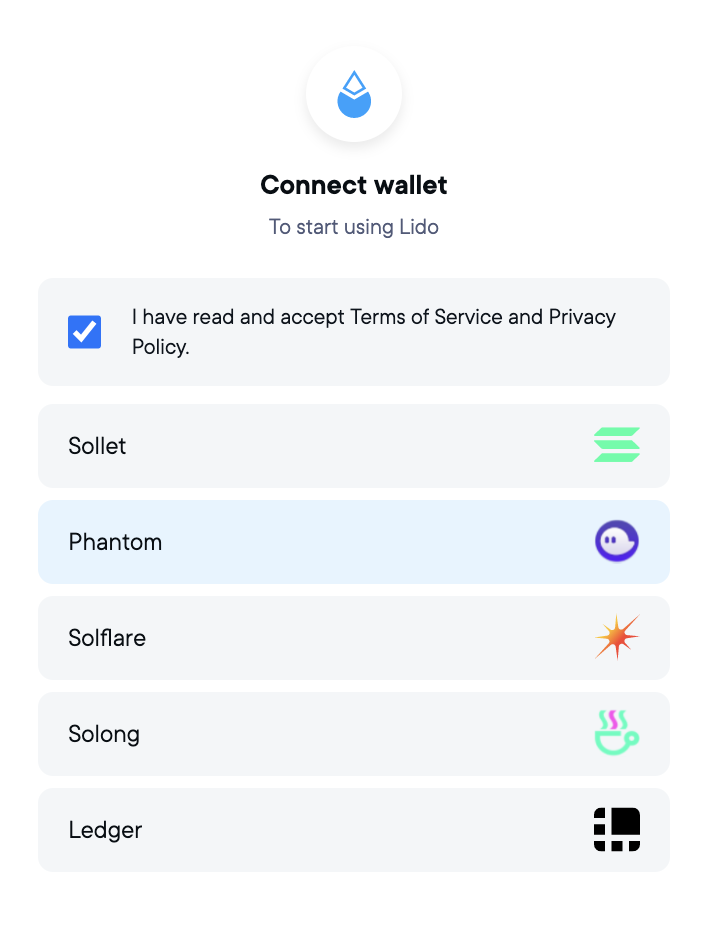 Connect wallet
To start using Lido
I have read and accept Terms of Service and Privacy
Policy.
Sollet
Phantom
Solflare
Solong
Ledger